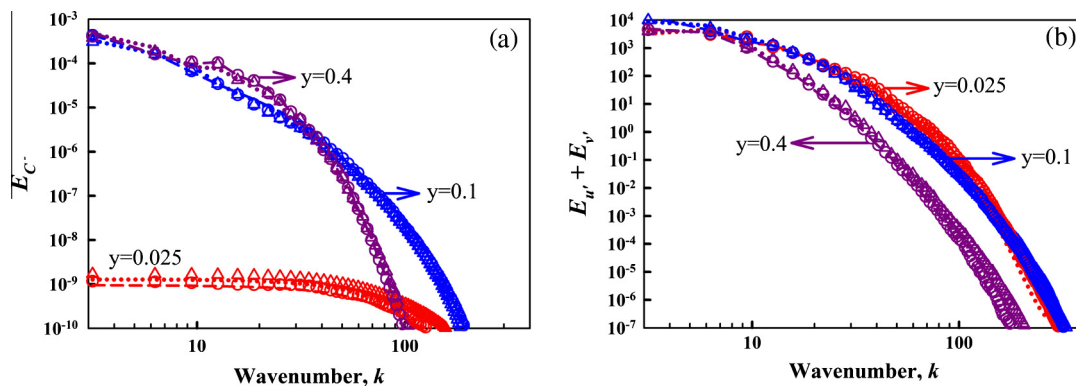 (a)
10^-3
10^-4
10^-5
10^-6
10^-7
10^-8
10^-9
10^-10
E_C-
y=0.4
y=0.1
y=0.025
10 100
Wavenumber, k
(b)
10^4
10^3
10^2
10^1
10^0
10^-1
10^-2
10^-3
10^-4
10^-5
10^-6
10^-7
E_u' + E_v'
y=0.025
y=0.4
y=0.1
10 100
Wavenumber, k